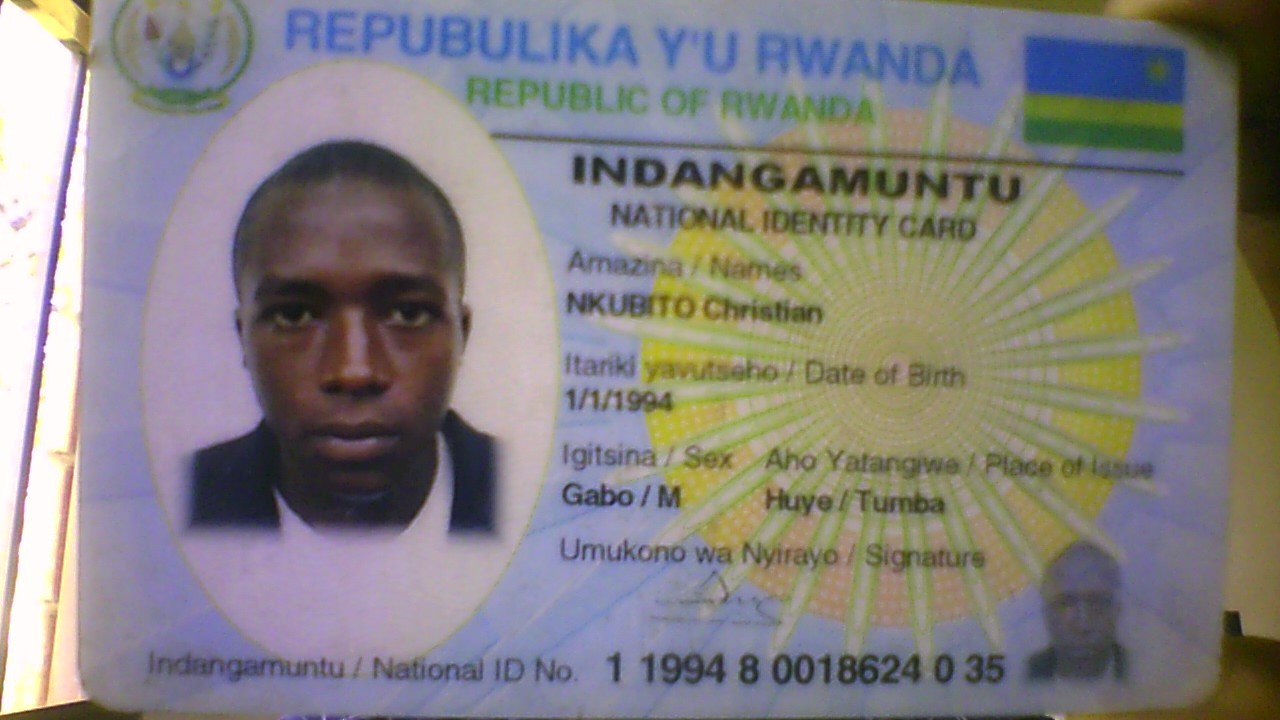 REPUBULIKA Y'U RWANDA
REPUBLIC OF RWANDA
INDANGAMUNTU
NATIONAL IDENTITY CARD
Amazina / Names
NKUBITO Christian
Itariki yavutseho / Date of Birth
1/1/1994
Igitsina / Sex Aho Yatangiwe / Place of Issue
Gabo / M Huye / Tumba
Umukono wa Nyirayo / Signature
Indangamuntu / National ID No. 1 1994 8 0018624 0 35